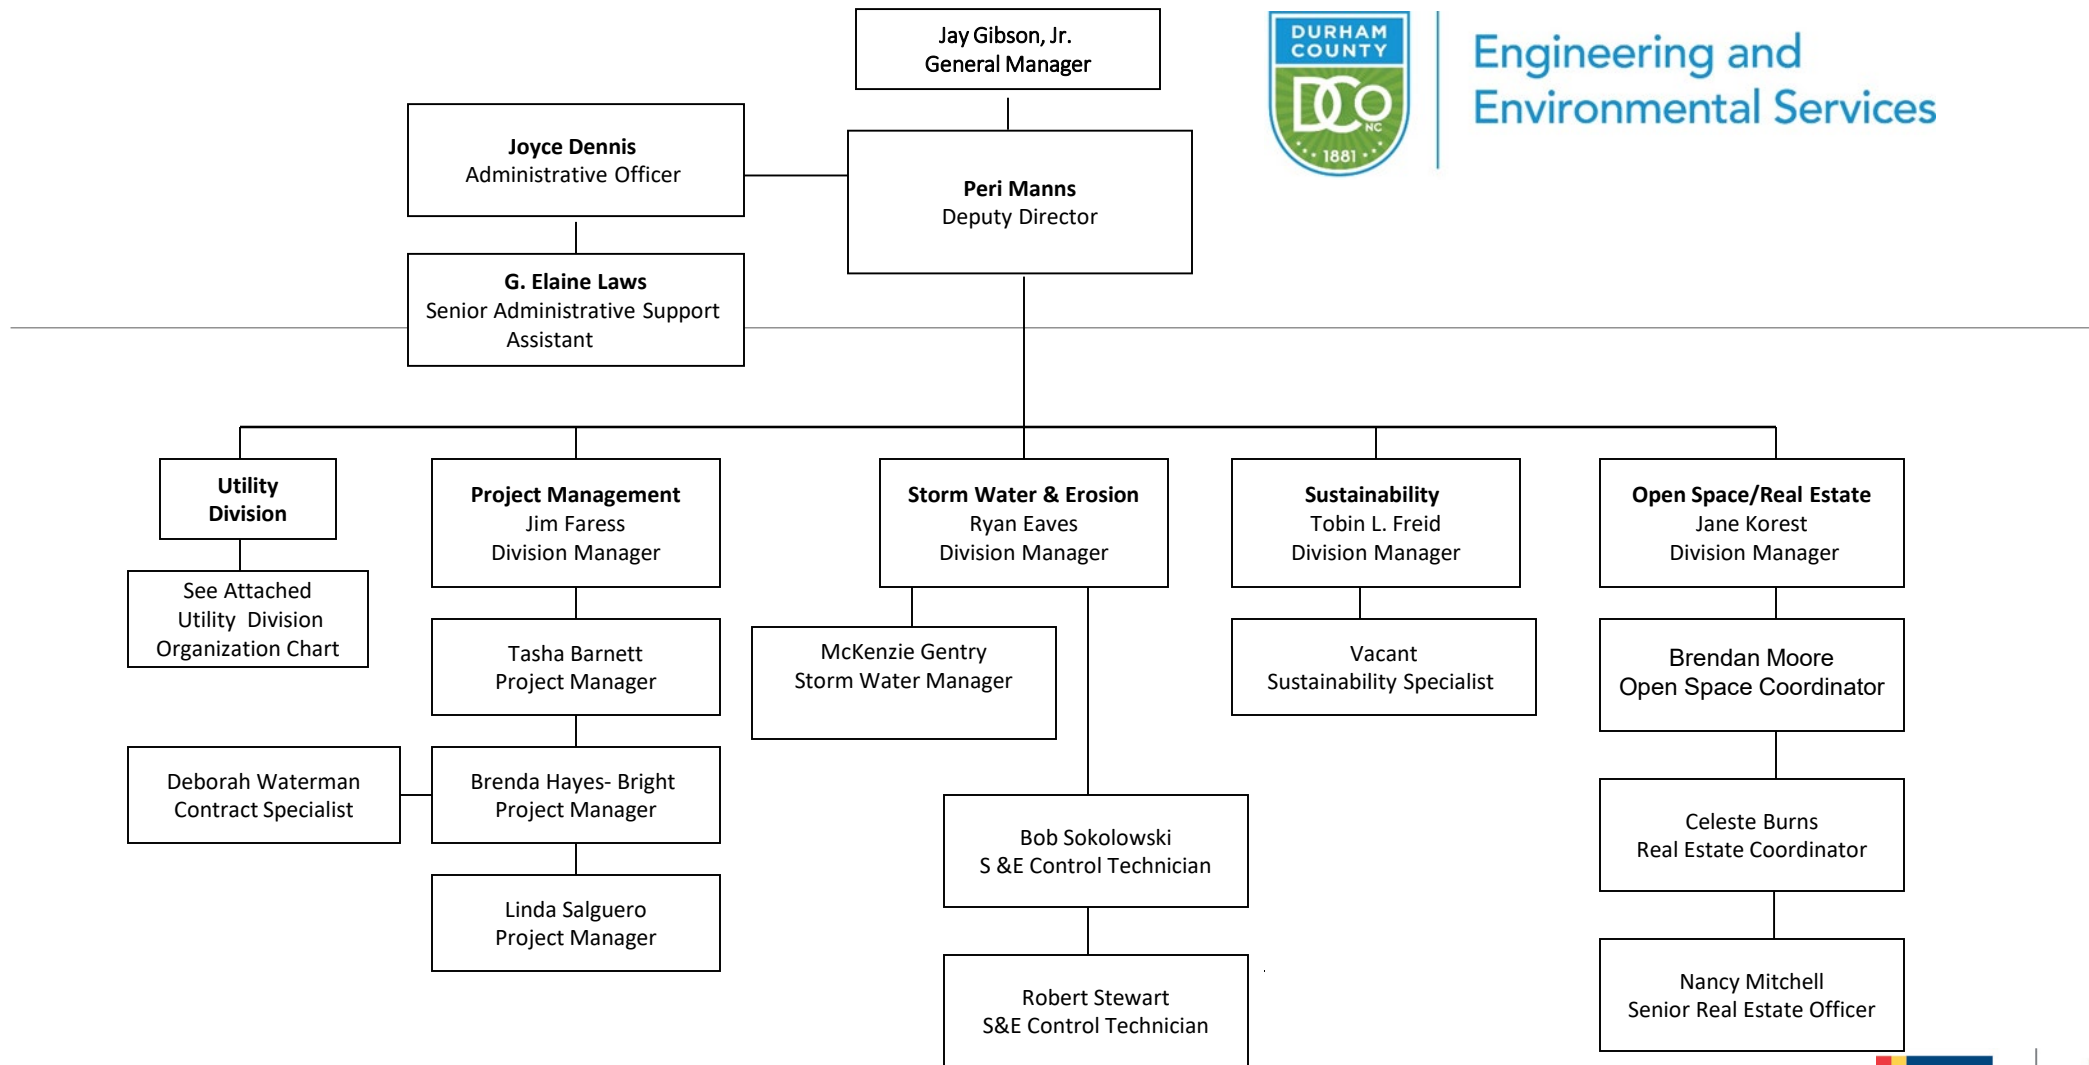 Jay Gibson, Jr.
General Manager
DURHAM
COUNTY
DCO
NC
1881
Engineering and
Environmental Services
Joyce Dennis
Administrative Officer
Peri Manns
Deputy Director
G. Elaine Laws
Senior Administrative Support
Assistant
Utility
Division
See Attached
Utility  Division
Organization Chart
Project Management
Jim Faress
Division Manager
Tasha Barnett
Project Manager
Deborah Waterman
Contract Specialist
Brenda Hayes- Bright
Project Manager
Linda Salguero
Project Manager
Storm Water & Erosion
Ryan Eaves
Division Manager
McKenzie Gentry
Storm Water Manager
Bob Sokolowski
S &E Control Technician
Robert Stewart
S&E Control Technician
Sustainability
Tobin L. Freid
Division Manager
Vacant
Sustainability Specialist
Open Space/Real Estate
Jane Korest
Division Manager
Brendan Moore
Open Space Coordinator
Celeste Burns
Real Estate Coordinator
Nancy Mitchell
Senior Real Estate Officer